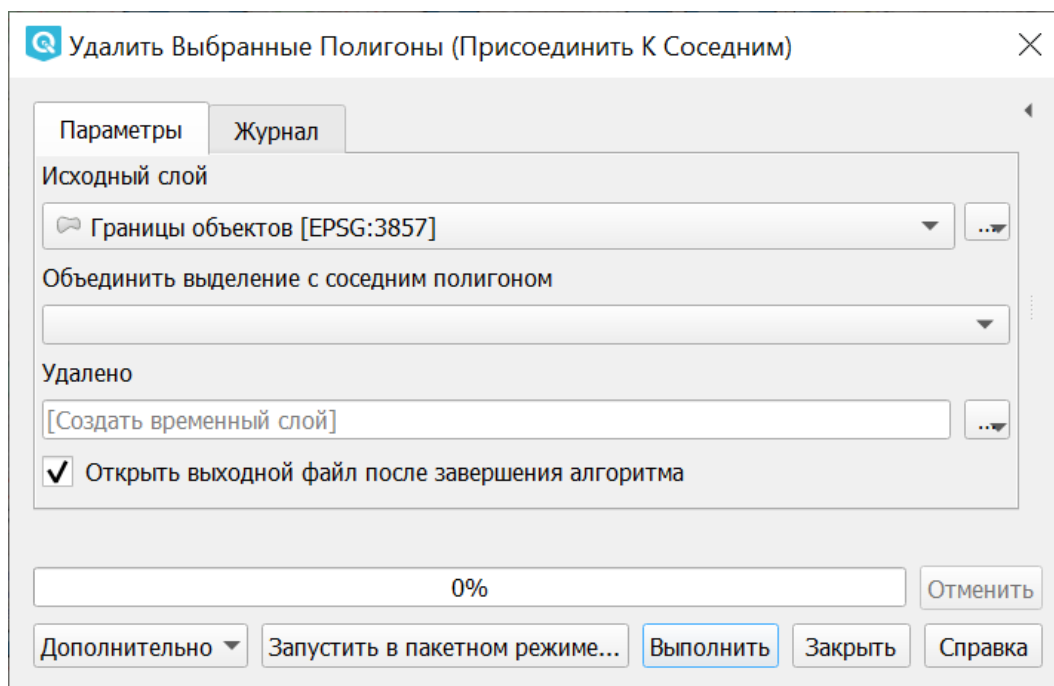 Удалить Выбранные Полигоны (Присоединить К Соседним)
Параметры
Журнал
Исходный слой
Границы объектов [EPSG:3857]
...
Объединить выделение с соседним полигоном
Удалено
[Создать временный слой]
...
Открыть выходной файл после завершения алгоритма
0%
Отменить
Дополнительно
Запустить в пакетном режиме...
Выполнить
Закрыть
Справка